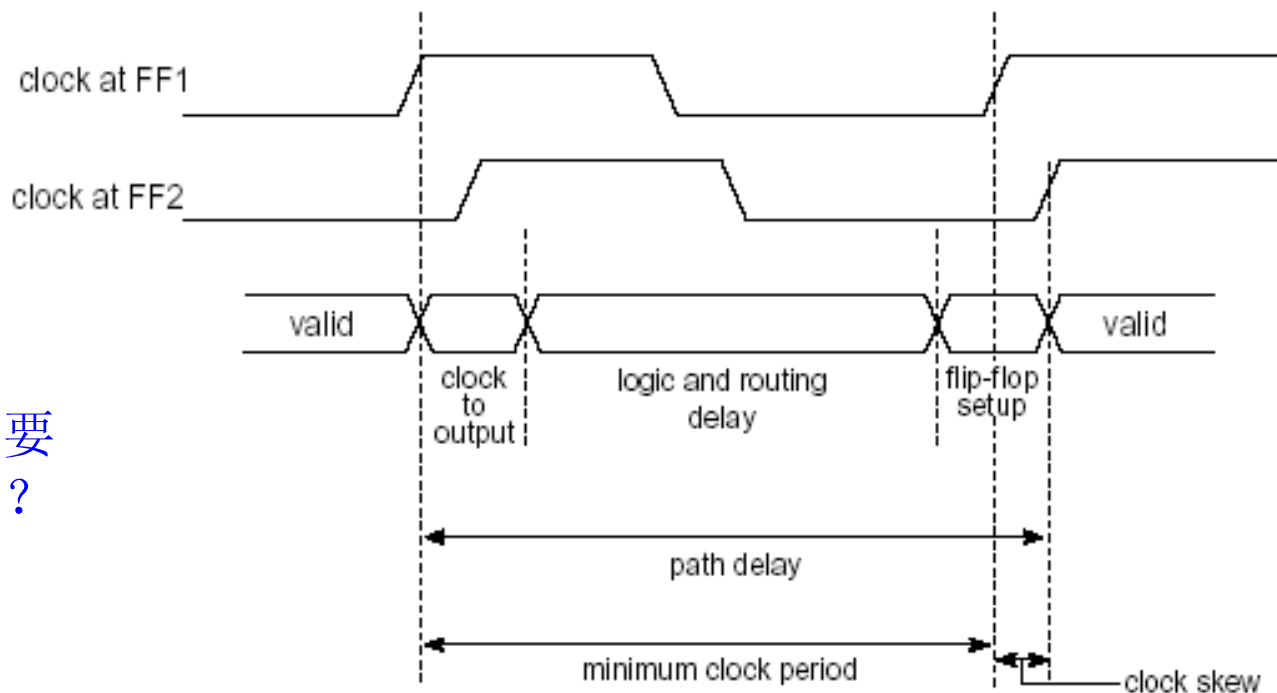 clock at FF1
clock at FF2
valid
valid
clock
to
output
logic and routing
delay
flip-flop
setup
要
？
path delay
minimum clock period
clock skew